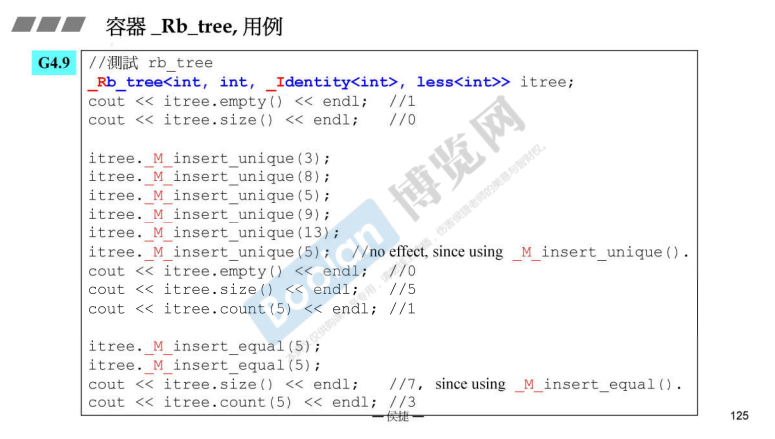 容器 _Rb_tree, 用例
G4.9
//測試 rb_tree
_Rb_tree<int, int, _Identity<int>, less<int>> itree;
cout << itree.empty() << endl; //1
cout << itree.size() << endl; //0
itree._M_insert_unique(3);
itree._M_insert_unique(8);
itree._M_insert_unique(5);
itree._M_insert_unique(9);
itree._M_insert_unique(13);
itree._M_insert_unique(5); //no effect, since using _M_insert_unique().
cout << itree.empty() << endl; //0
cout << itree.size() << endl; //5
cout << itree.count(5) << endl; //1
itree._M_insert_equal(5);
itree._M_insert_equal(5);
cout << itree.size() << endl; //7, since using _M_insert_equal().
cout << itree.count(5) << endl; //3
— 侯捷 —
125
Boolan
博览网